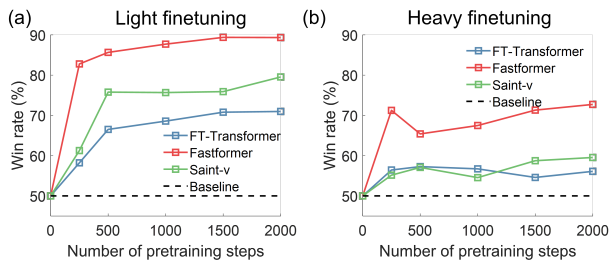 (a) Light finetuning
90
80
70
60
50
Win rate (%)
FT-Transformer
Fastformer
Saint-v
Baseline
0 500 1000 1500 2000
Number of pretraining steps
(b) Heavy finetuning
90
80
70
60
50
Win rate (%)
FT-Transformer
Fastformer
Saint-v
Baseline
0 500 1000 1500 2000
Number of pretraining steps